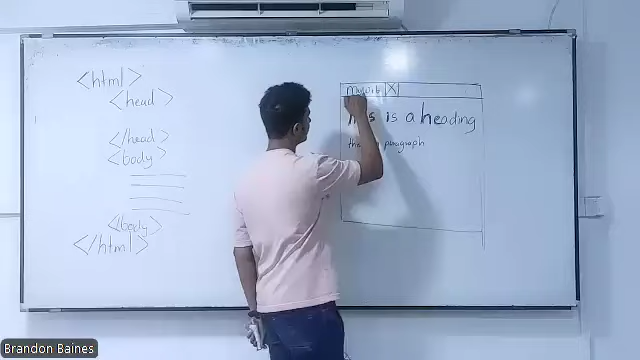 <html>
<head>
</head>
<body>
</body>
</html>
X
is a heading
paragraph
Brandon Baines